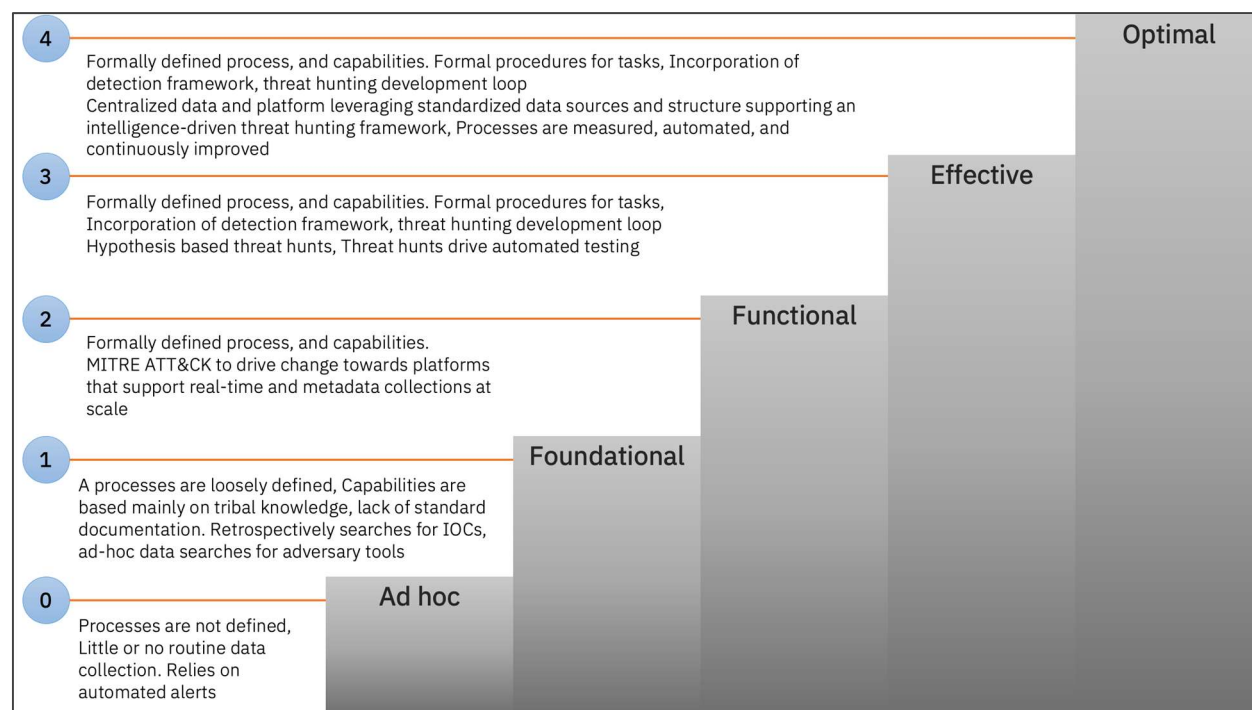 4
Optimal
Formally defined process, and capabilities. Formal procedures for tasks, Incorporation of
detection framework, threat hunting development loop
Centralized data and platform leveraging standardized data sources and structure supporting an
intelligence-driven threat hunting framework, Processes are measured, automated, and
continuously improved
3
Effective
Formally defined process, and capabilities. Formal procedures for tasks,
Incorporation of detection framework, threat hunting development loop
Hypothesis based threat hunts, Threat hunts drive automated testing
2
Functional
Formally defined process, and capabilities.
MITRE ATT&CK to drive change towards platforms
that support real-time and metadata collections at
scale
1
Foundational
A processes are loosely defined, Capabilities are
based mainly on tribal knowledge, lack of standard
documentation. Retrospectively searches for IOCs,
ad-hoc data searches for adversary tools
0
Ad hoc
Processes are not defined,
Little or no routine data
collection. Relies on
automated alerts